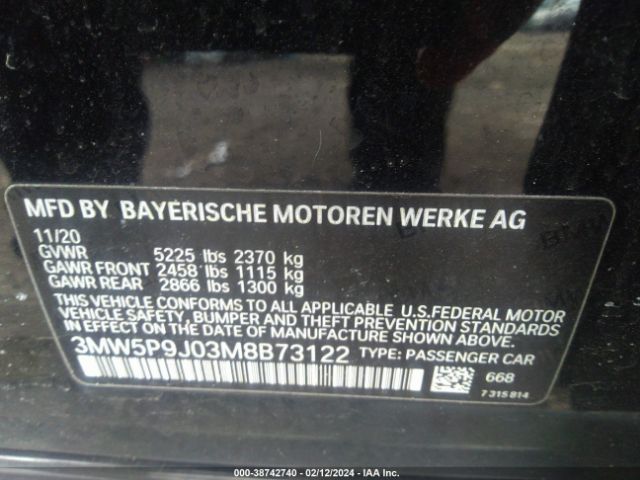 MFD BY BAYERISCHE MOTOREN WERKE AG
11/20
GVWR 5225 lbs 2370 kg
GAWR FRONT 2458 lbs 1115 kg
GAWR REAR 2866 lbs 1300 kg
THIS VEHICLE CONFORMS TO ALL APPLICABLE U.S.FEDERAL MOTOR
VEHICLE SAFETY, BUMPER AND THEFT PREVENTION STANDARDS
IN EFFECT ON THE DATE OF MANUFACTURE SHOWN ABOVE.
3MW5P9J03M8B73122 TYPE: PASSENGER CAR
668
7 315 814
000-38742740 - 02/12/2024 - IAA Inc.